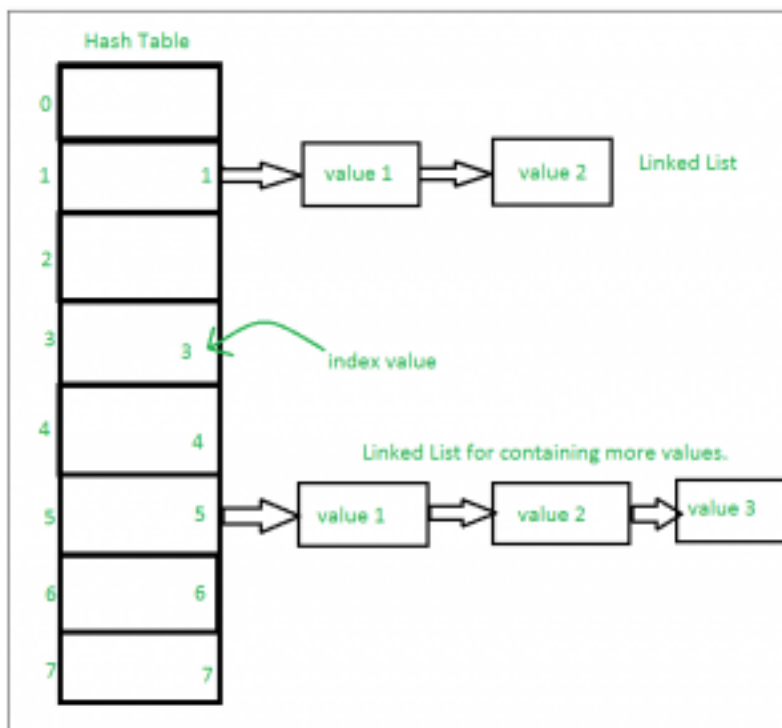 Hash Table
0
1 1 value 1 value 2 Linked List
2
3 3 index value
4 4
Linked List for containing more values.
5 5 value 1 value 2 value 3
6 6
7 7